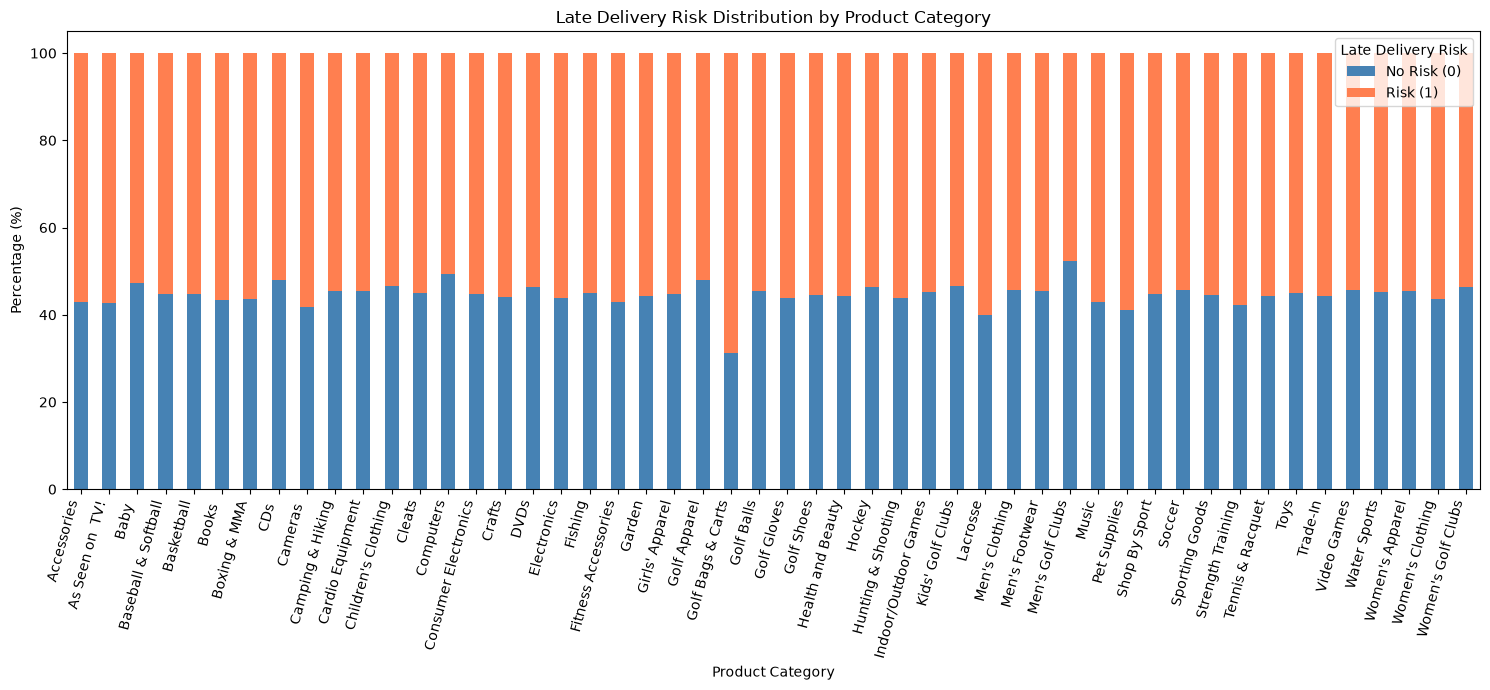 Late Delivery Risk Distribution by Product Category
Percentage (%)
100
80
60
40
20
0
Late Delivery Risk
No Risk (0)
Risk (1)
Accessories
As Seen on TV!
Baby
Baseball & Softball
Basketball
Books
Boxing & MMA
CDs
Cameras
Camping & Hiking
Cardio Equipment
Children's Clothing
Cleats
Computers
Consumer Electronics
Crafts
DVDs
Electronics
Fishing
Fitness Accessories
Garden
Girls' Apparel
Golf Apparel
Golf Bags & Carts
Golf Balls
Golf Gloves
Golf Shoes
Health and Beauty
Hockey
Hunting & Shooting
Indoor/Outdoor Games
Kids' Golf Clubs
Lacrosse
Men's Clothing
Men's Footwear
Men's Golf Clubs
Music
Pet Supplies
Shop By Sport
Soccer
Sporting Goods
Strength Training
Tennis & Racquet
Toys
Trade-In
Video Games
Water Sports
Women's Apparel
Women's Clothing
Women's Golf Clubs
Product Category